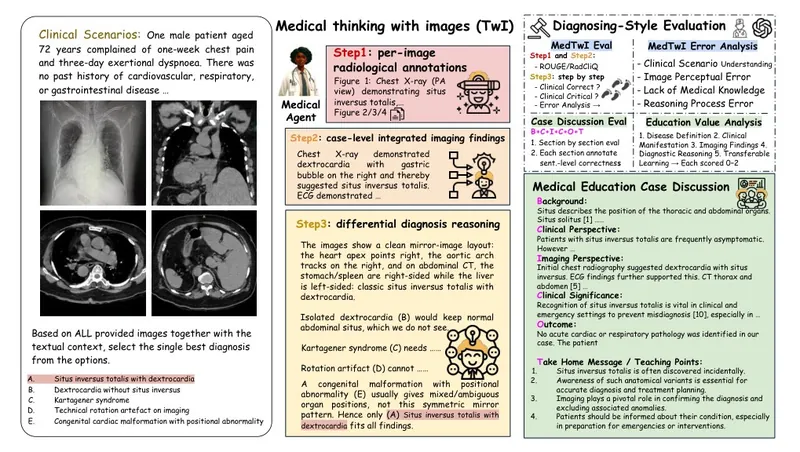 Clinical Scenarios: One male patient aged
72 years complained of one-week chest pain
and three-day exertional dyspnoea. There was
no past history of cardiovascular, respiratory,
or gastrointestinal disease ...
Based on ALL provided images together with the
textual context, select the single best diagnosis
from the options.
A. Situs inversus totalis with dextrocardia
B. Dextrocardia without situs inversus
C. Kartagener syndrome
D. Technical rotation artefact on imaging
E. Congenital cardiac malformation with positional abnormality
Medical thinking with images (TwI)
Medical
Agent
Step1: per-image
radiological annotations
Figure 1: Chest X-ray (PA
view) demonstrating situs
inversus totalis,...
Figure 2/3/4
Step2: case-level integrated imaging findings
Chest X-ray demonstrated
dextrocardia with gastric
bubble on the right and thereby
suggested situs inversus totalis.
ECG demonstrated ...
Step3: differential diagnosis reasoning
The images show a clean mirror-image layout:
the heart apex points right, the aortic arch
tracks on the right, and on abdominal CT, the
stomach/spleen are right-sided while the liver
is left-sided: classic situs inversus totalis with
dextrocardia.
Isolated dextrocardia (B) would keep normal
abdominal situs, which we do not see.
Kartagener syndrome (C) needs ......
Rotation artifact (D) cannot ......
A congenital malformation with positional
abnormality (E) usually gives mixed/ambiguous
organ positions, not this symmetric mirror
pattern. Hence only (A) Situs inversus totalis with
dextrocardia fits all findings.
Diagnosing-Style Evaluation
MedTwI Eval
Step1 and Step2:
- ROUGE/RadCliQ
Step3: step by step
- Clinical Correct ?
- Clinical Critical ?
- Error Analysis →
MedTwI Error Analysis
- Clinical Scenario Understanding
- Image Perceptual Error
- Lack of Medical Knowledge
- Reasoning Process Error
Case Discussion Eval
B+C+I+C+O+T
1. Section by section eval
2. Each section annotate
sent.-level correctness
Education Value Analysis
1. Disease Definition 2. Clinical
Manifestation 3. Imaging Findings 4.
Diagnostic Reasoning 5. Transferable
Learning → Each scored 0-2
Medical Education Case Discussion
Background:
Situs describes the position of the thoracic and abdominal organs.
Situs solitus [1] ......
Clinical Perspective:
Patients with situs inversus totalis are frequently asymptomatic.
However ...
Imaging Perspective:
Initial chest radiography suggested dextrocardia with situs
inversus. ECG findings further supported this. CT thorax and
abdomen [5] ...
Clinical Significance:
Recognition of situs inversus totalis is vital in clinical and
emergency settings to prevent misdiagnosis [10], especially in ...
Outcome:
No acute cardiac or respiratory pathology was identified in our
case. The patient
Take Home Message / Teaching Points:
1. Situs inversus totalis is often discovered incidentally.
2. Awareness of such anatomical variants is essential for
accurate diagnosis and treatment planning.
3. Imaging plays a pivotal role in confirming the diagnosis and
excluding associated anomalies.
4. Patients should be informed about their condition, especially
in preparation for emergencies or interventions.